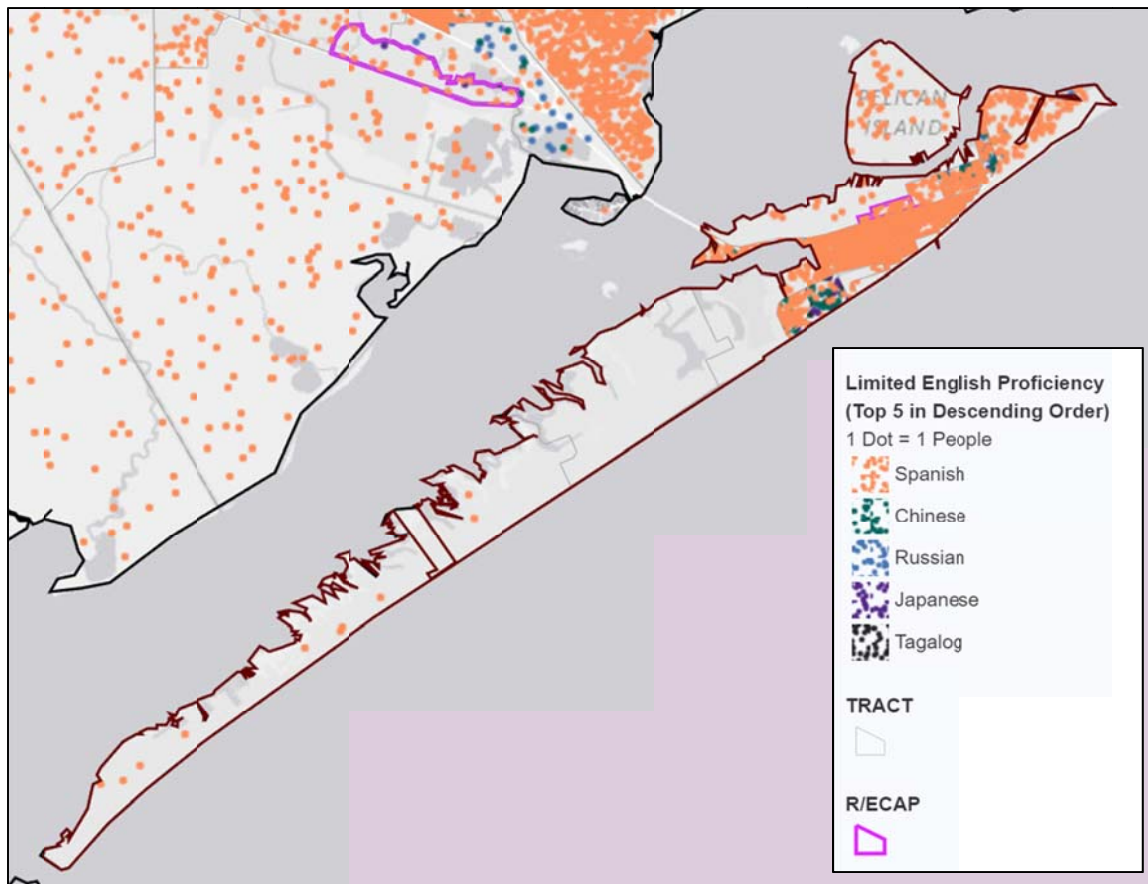 PELICAN
ISLAND
Limited English Proficiency
(Top 5 in Descending Order)
1 Dot = 1 People
Spanish
Chinese
Russian
Japanese
Tagalog
TRACT
R/ECAP